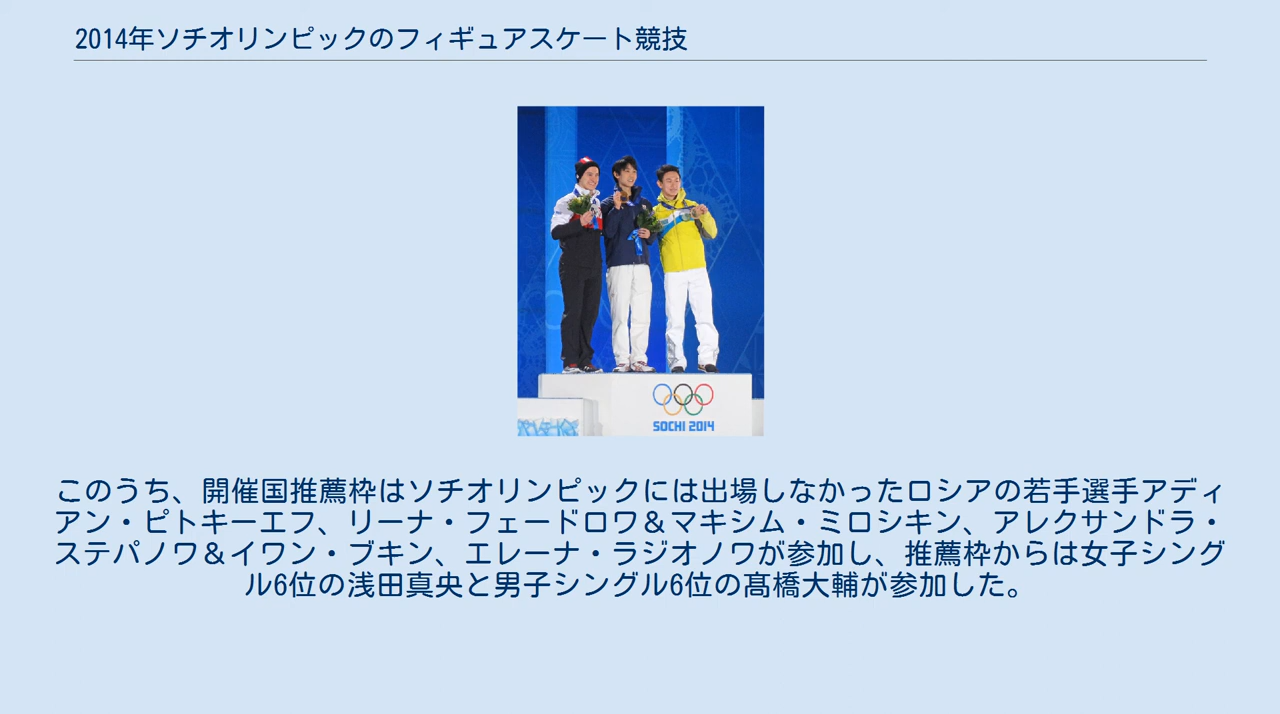 2014年ソチオリンピックのフィギュアスケート競技
SOCHI 2014
このうち、開催国推薦枠はソチオリンピックには出場しなかったロシアの若手選手アディ
アン・ピトキーエフ、リーナ・フェードロワ＆マキシム・ミロシキン、アレクサンドラ・
ステパノワ＆イワン・ブキン、エレーナ・ラジオノワが参加し、推薦枠からは女子シング
ル6位の浅田真央と男子シングル6位の髙橋大輔が参加した。